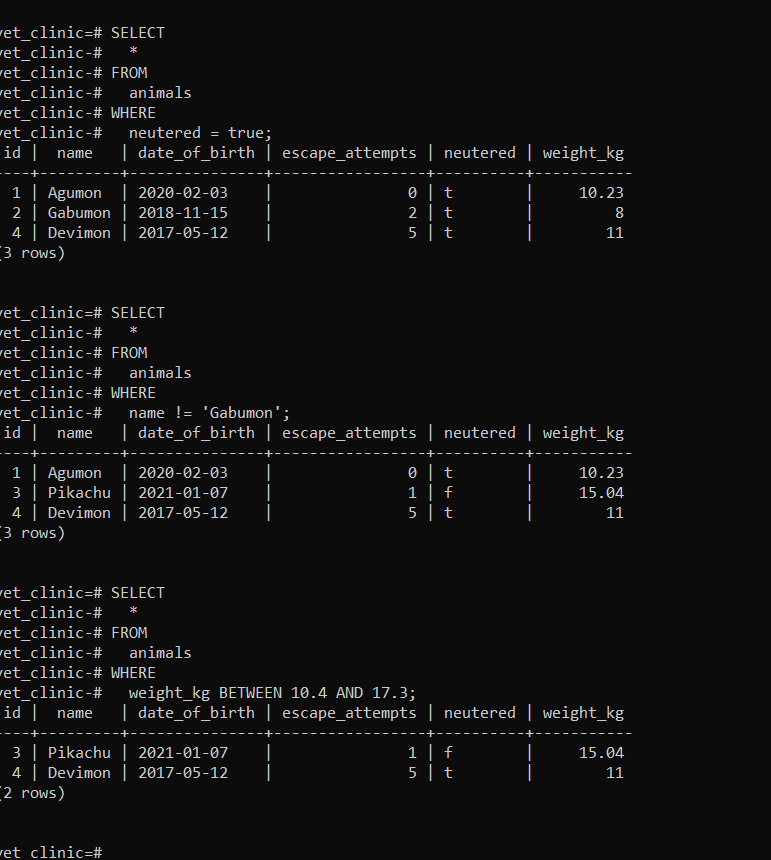 vet_clinic=# SELECT
vet_clinic-#   *
vet_clinic-# FROM
vet_clinic-#   animals
vet_clinic-# WHERE
vet_clinic-#   neutered = true;
id |  name   | date_of_birth | escape_attempts | neutered | weight_kg
----+---------+---------------+-----------------+----------+-----------
  1 | Agumon  | 2020-02-03    |               0 | t        |     10.23
  2 | Gabumon | 2018-11-15    |               2 | t        |         8
  4 | Devimon | 2017-05-12    |               5 | t        |        11
(3 rows)
vet_clinic=# SELECT
vet_clinic-#   *
vet_clinic-# FROM
vet_clinic-#   animals
vet_clinic-# WHERE
vet_clinic-#   name != 'Gabumon';
id |  name   | date_of_birth | escape_attempts | neutered | weight_kg
----+---------+---------------+-----------------+----------+-----------
  1 | Agumon  | 2020-02-03    |               0 | t        |     10.23
  3 | Pikachu | 2021-01-07    |               1 | f        |     15.04
  4 | Devimon | 2017-05-12    |               5 | t        |        11
(3 rows)
vet_clinic=# SELECT
vet_clinic-#   *
vet_clinic-# FROM
vet_clinic-#   animals
vet_clinic-# WHERE
vet_clinic-#   weight_kg BETWEEN 10.4 AND 17.3;
id |  name   | date_of_birth | escape_attempts | neutered | weight_kg
----+---------+---------------+-----------------+----------+-----------
  3 | Pikachu | 2021-01-07    |               1 | f        |     15.04
  4 | Devimon | 2017-05-12    |               5 | t        |        11
(2 rows)
vet_clinic=#